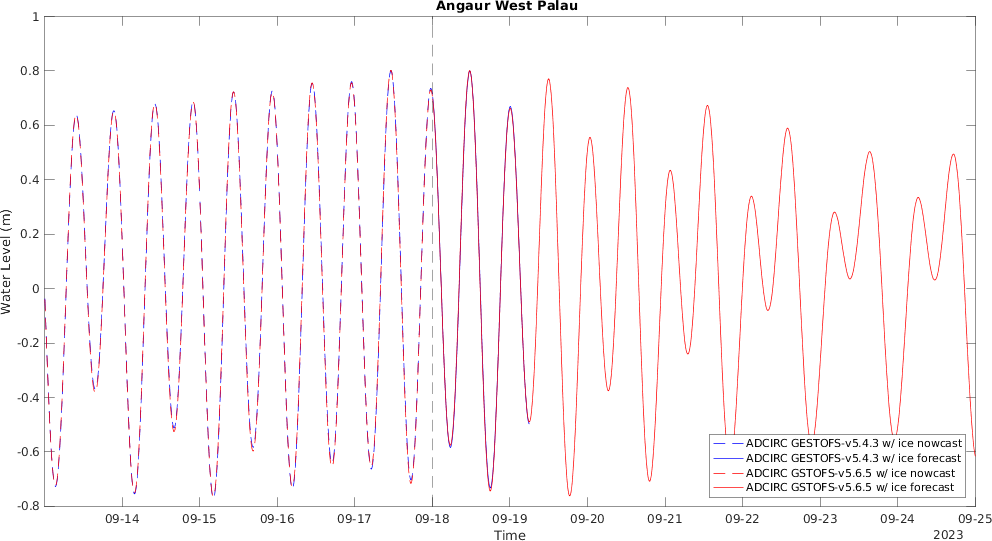 Angaur West Palau
1
0.8
0.6
0.4
0.2
0
-0.2
-0.4
-0.6
-0.8
Water Level (m)
ADCIRC GESTOFS-v5.4.3 w/ ice nowcast
ADCIRC GESTOFS-v5.4.3 w/ ice forecast
ADCIRC GSTOFS-v5.6.5 w/ ice nowcast
ADCIRC GSTOFS-v5.6.5 w/ ice forecast
09-14 09-15 09-16 09-17 09-18 09-19 09-20 09-21 09-22 09-23 09-24 09-25
Time
2023